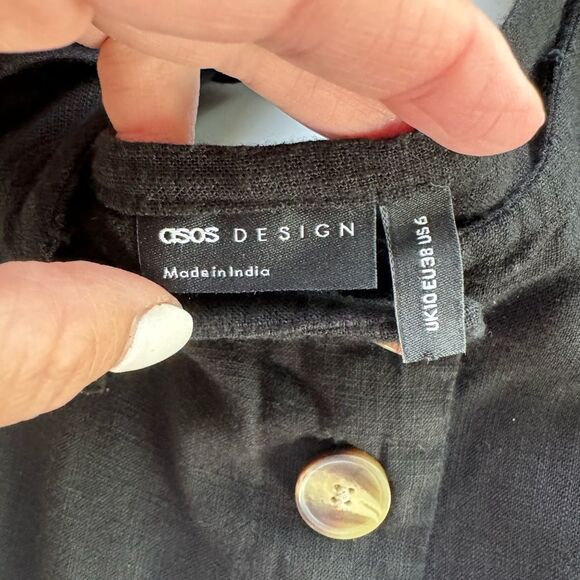 asos DESIGN
Made in India
UK10 EU38 US6